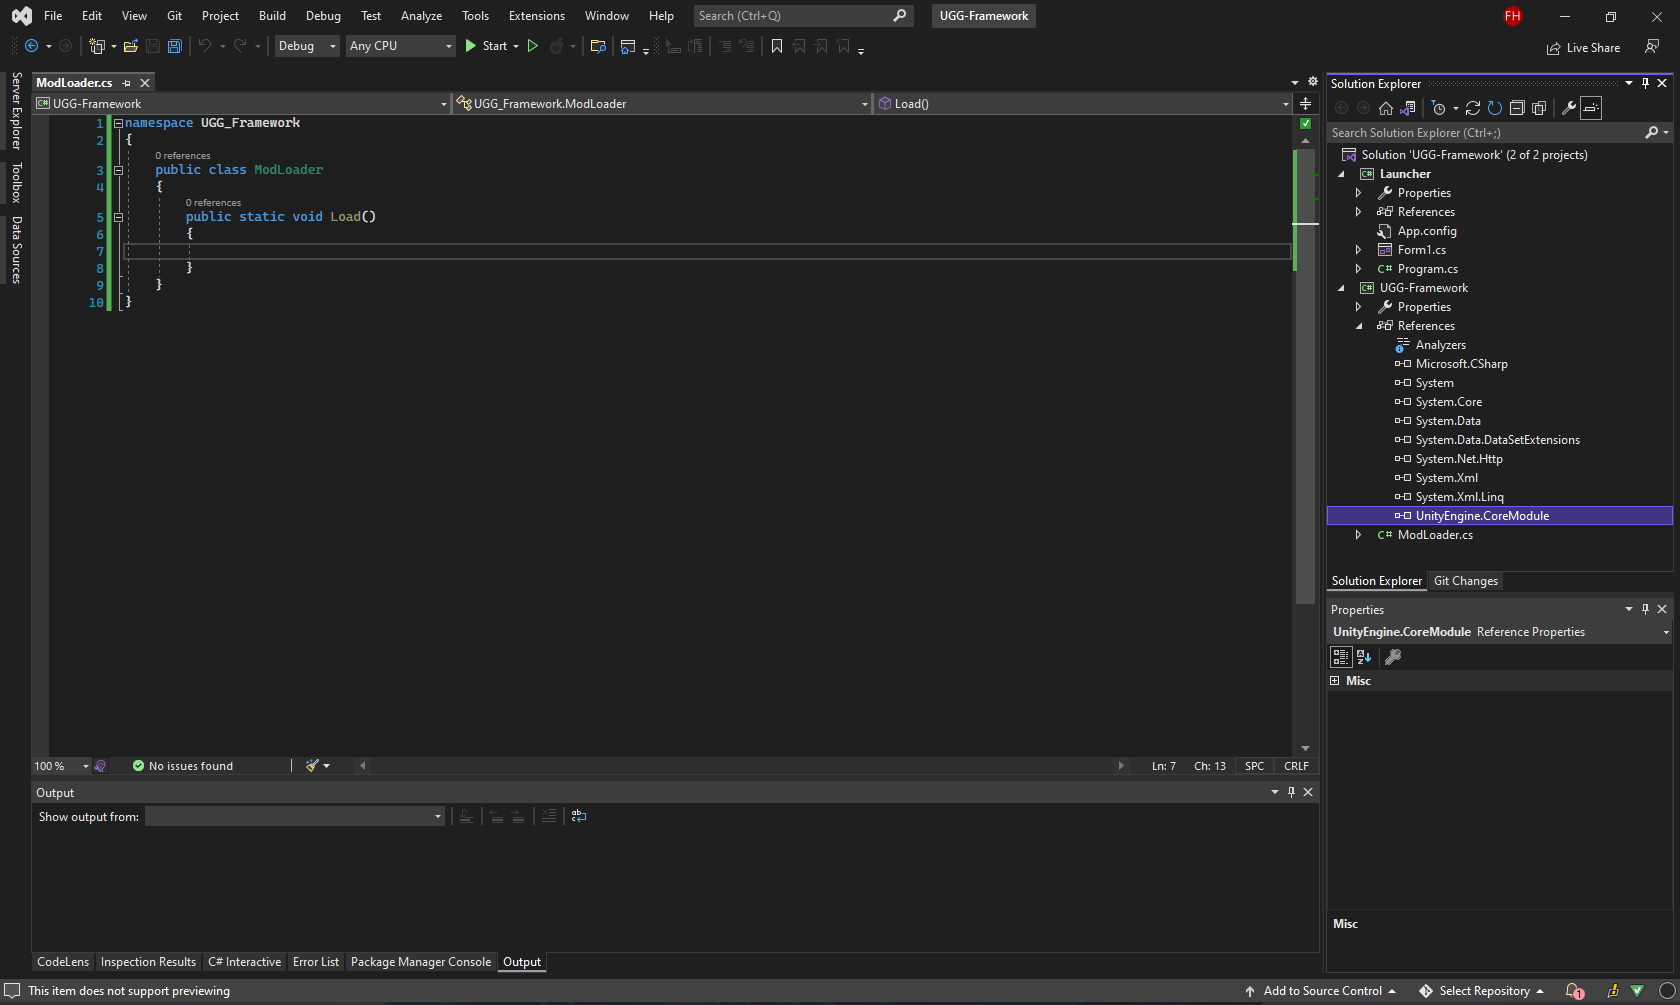 File Edit View Git Project Build Debug Test Analyze Tools Extensions Window Help Search (Ctrl+Q) UGG-Framework FH
Debug Any CPU Start Live Share
Server Explorer
Toolbox
Data Sources
ModLoader.cs
UGG-Framework UGG_Framework.ModLoader Load()
1 namespace UGG_Framework
2 {
0 references
3 public class ModLoader
4 {
0 references
5 public static void Load()
6 {
7
8 }
9 }
10 }
100 % No issues found Ln: 7 Ch: 13 SPC CRLF
Output
Show output from:
CodeLens Inspection Results C# Interactive Error List Package Manager Console Output
Solution Explorer
Search Solution Explorer (Ctrl+;)
Solution 'UGG-Framework' (2 of 2 projects)
C# Launcher
Properties
References
App.config
Form1.cs
C# Program.cs
C# UGG-Framework
Properties
References
Analyzers
Microsoft.CSharp
System
System.Core
System.Data
System.Data.DataSetExtensions
System.Net.Http
System.Xml
System.Xml.Linq
UnityEngine.CoreModule
C# ModLoader.cs
Solution Explorer Git Changes
Properties
UnityEngine.CoreModule Reference Properties
Misc
Misc
This item does not support previewing Add to Source Control Select Repository 1